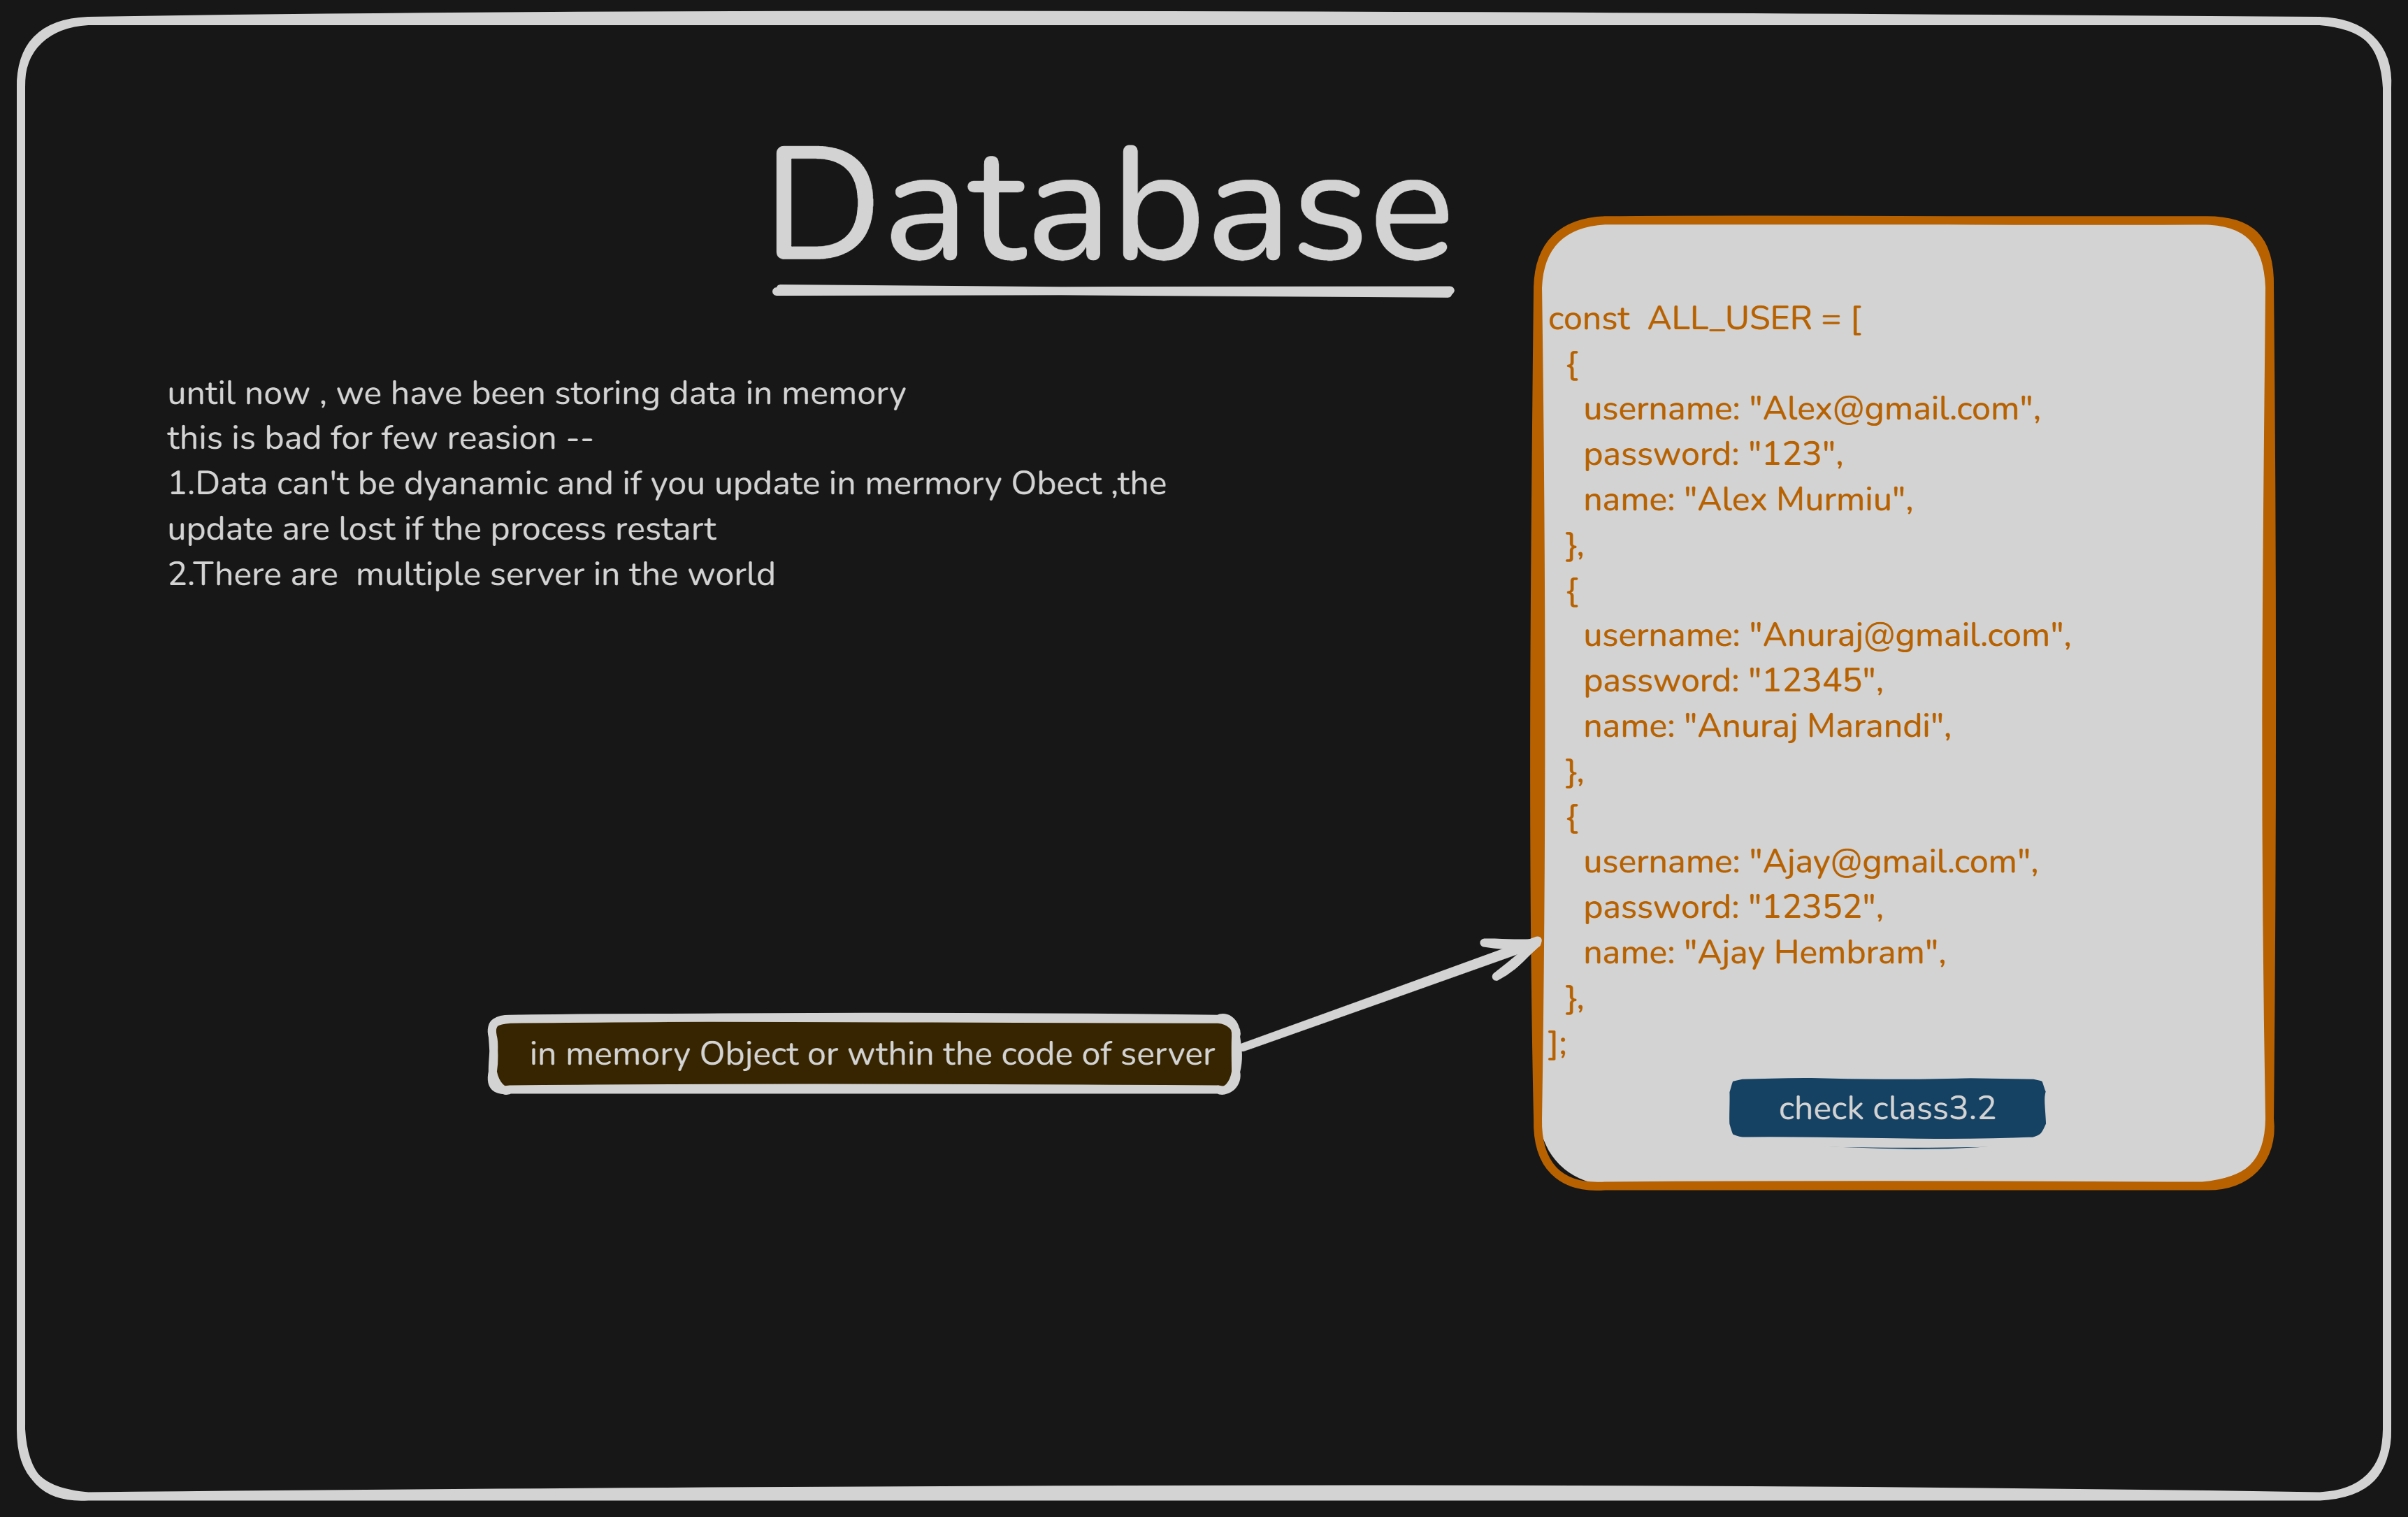 Database
until now , we have been storing data in memory
this is bad for few reasion --
1.Data can't be dyanamic and if you update in mermory Obect ,the
update are lost if the process restart
2.There are  multiple server in the world
in memory Object or wthin the code of server
const  ALL_USER = [
  {
    username: "Alex@gmail.com",
    password: "123",
    name: "Alex Murmiu",
  },
  {
    username: "Anuraj@gmail.com",
    password: "12345",
    name: "Anuraj Marandi",
  },
  {
    username: "Ajay@gmail.com",
    password: "12352",
    name: "Ajay Hembram",
  },
];
check class3.2